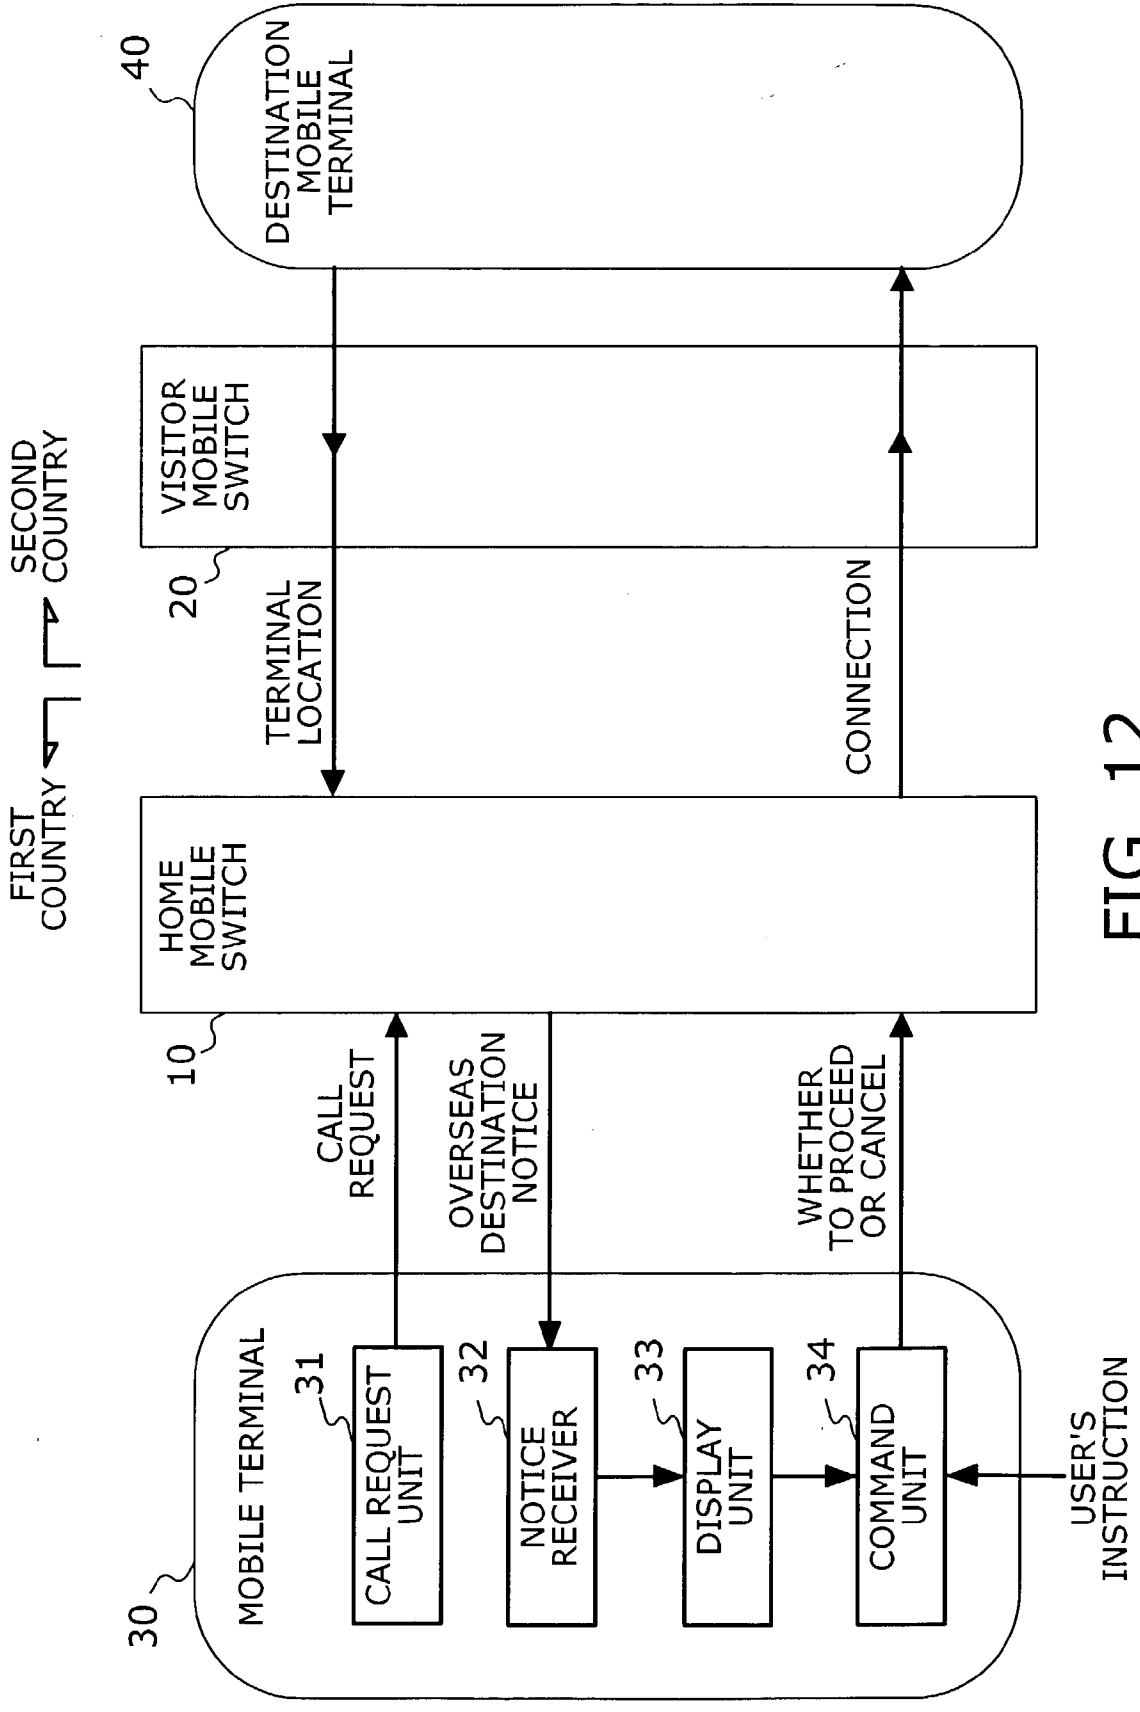 FIRST
COUNTRY
SECOND
COUNTRY
30
MOBILE TERMINAL
31
CALL REQUEST
UNIT
32
NOTICE
RECEIVER
33
DISPLAY
UNIT
34
COMMAND
UNIT
USER'S
INSTRUCTION
CALL
REQUEST
OVERSEAS
DESTINATION
NOTICE
WHETHER
TO PROCEED
OR CANCEL
10
HOME
MOBILE
SWITCH
TERMINAL
LOCATION
CONNECTION
20
VISITOR
MOBILE
SWITCH
40
DESTINATION
MOBILE
TERMINAL
FIG. 12